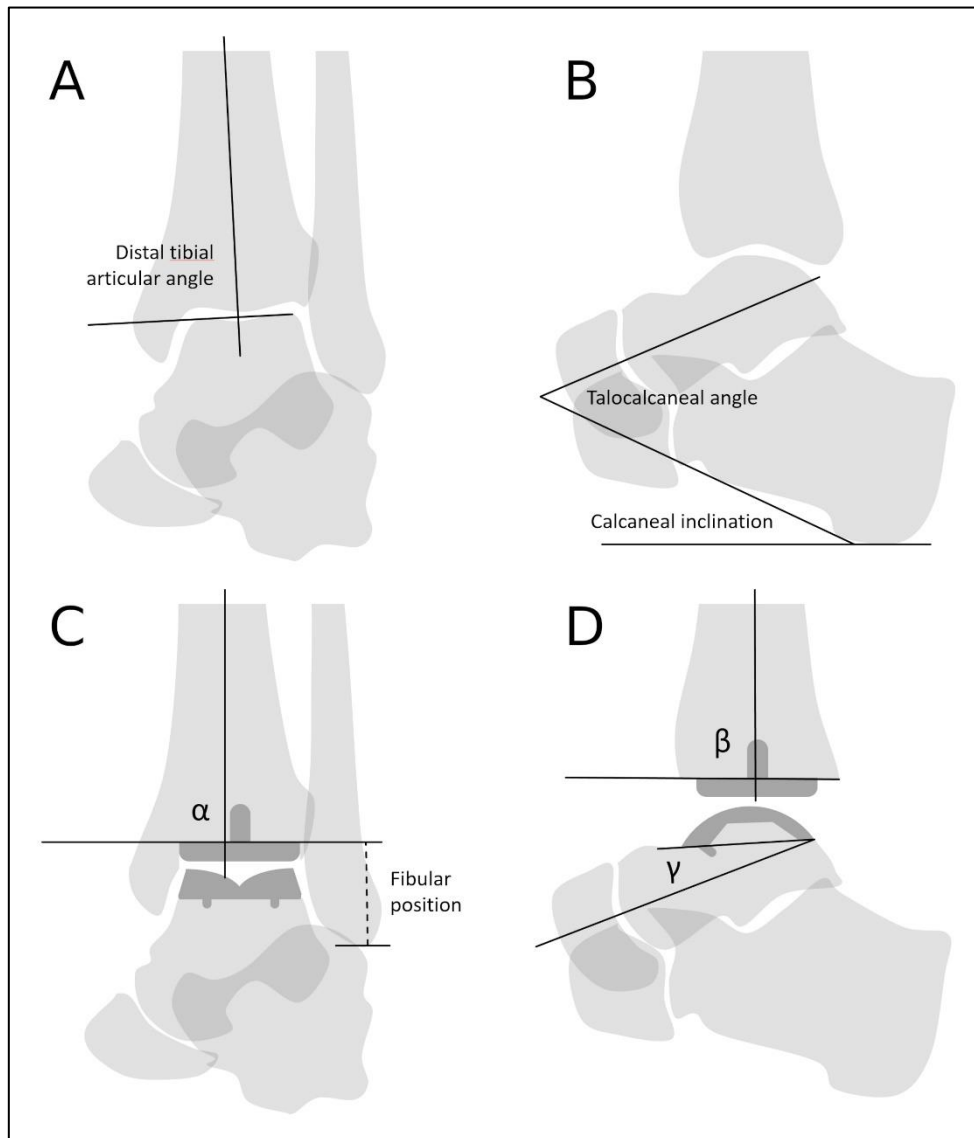 A
B
Distal tibial
articular angle
Talocalcaneal angle
Calcaneal inclination
C
D
α
Fibular
position
β
γ